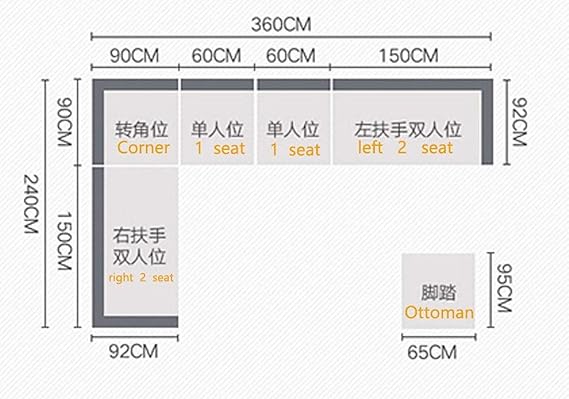 360CM
90CM 60CM 60CM 150CM
90CM
转角位
Corner
单人位
1 seat
单人位
1 seat
左扶手双人位
left 2 seat
92CM
240CM
150CM
右扶手
双人位
right 2 seat
脚踏
Ottoman
95CM
92CM
65CM